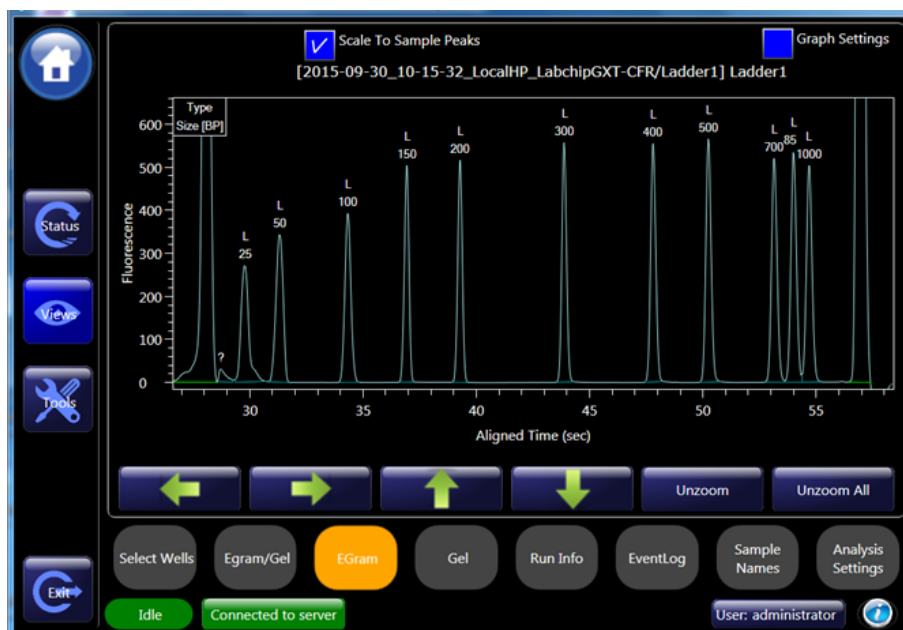 Scale To Sample Peaks
Graph Settings
[2015-09-30_10-15-32_LocalHP_LabchipGXT-CFR/Ladder1] Ladder1
Type
Size [BP]
600
500
400
300
200
100
0
Fluorescence
?
L
25
L
50
L
100
L
150
L
200
L
300
L
400
L
500
L
700
L
85
L
1000
30
35
40
45
50
55
Aligned Time (sec)
Status
Views
Tools
Exit
Unzoom
Unzoom All
Select Wells
Egram/Gel
EGram
Gel
Run Info
EventLog
Sample
Names
Analysis
Settings
Idle
Connected to server
User: administrator
i